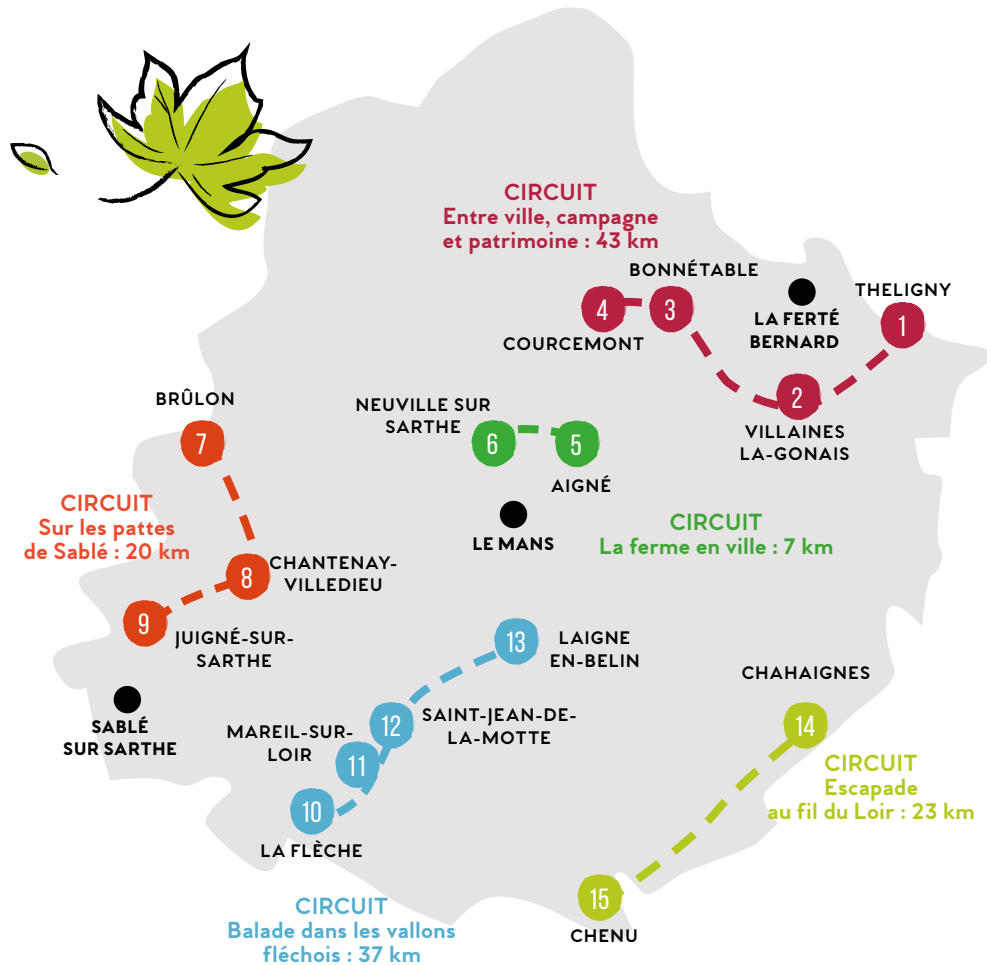 CIRCUIT
Entre ville, campagne
et patrimoine : 43 km
BONNÉTABLE
THELIGNY
4
3
1
LA FERTÉ
BERNARD
COURCEMONT
2
VILLAINES
LA-GONAIS
BRÛLON
7
NEUVILLE SUR
SARTHE
6
5
AIGNÉ
CIRCUIT
Sur les pattes
de Sablé : 20 km
LE MANS
CIRCUIT
La ferme en ville : 7 km
8
CHANTENAY-
VILLEDIEU
9
JUIGNÉ-SUR-
SARTHE
13
LAIGNE
EN-BELIN
SABLÉ
SUR SARTHE
CHAHAIGNES
14
12
SAINT-JEAN-DE-
LA-MOTTE
MAREIL-SUR-
LOIR
11
10
LA FLÈCHE
CIRCUIT
Escapade
au fil du Loir : 23 km
15
CHENU
CIRCUIT
Balade dans les vallons
fléchois : 37 km